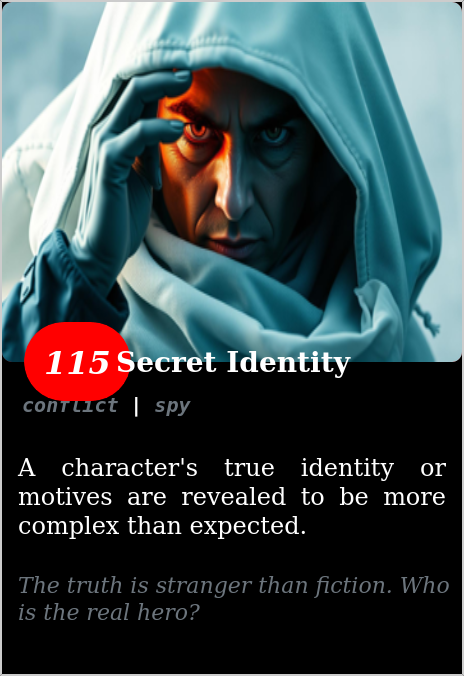 115 Secret Identity
conflict | spy
A character's true identity or
motives are revealed to be more
complex than expected.
The truth is stranger than fiction. Who
is the real hero?